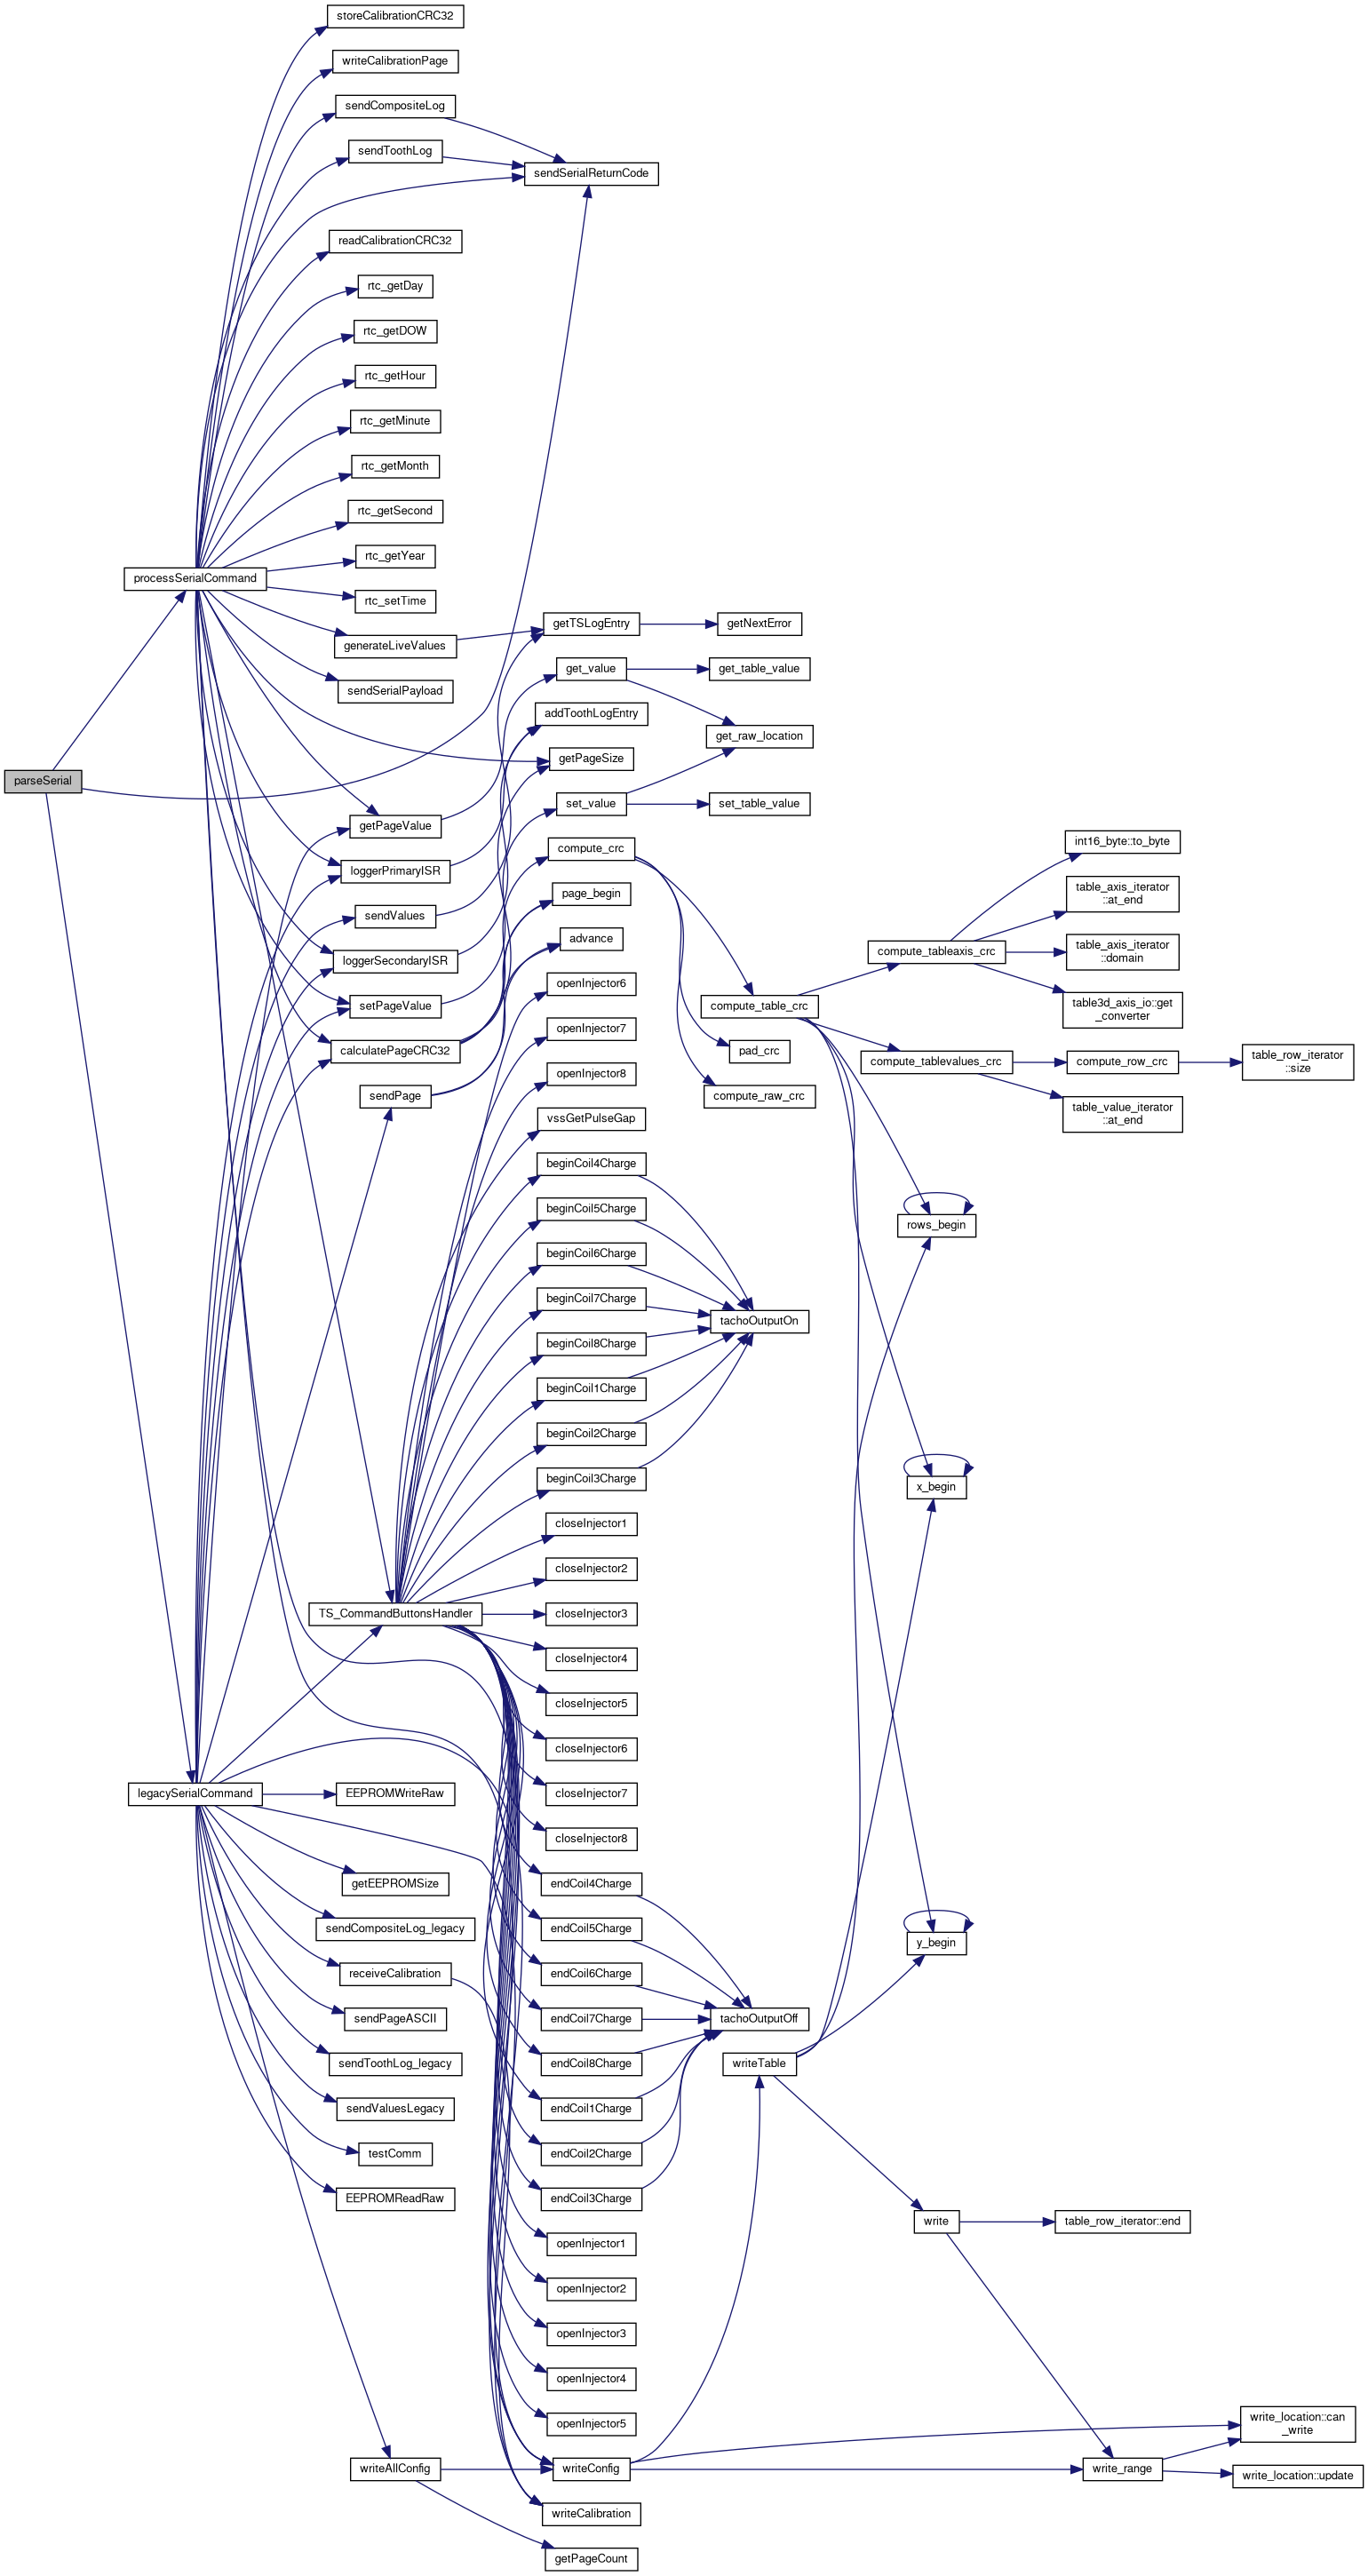 storeCalibrationCRC32
writeCalibrationPage
sendCompositeLog
sendToothLog
sendSerialReturnCode
readCalibrationCRC32
rtc_getDay
rtc_getDOW
rtc_getHour
rtc_getMinute
rtc_getMonth
rtc_getSecond
rtc_getYear
processSerialCommand
rtc_setTime
getTSLogEntry
getNextError
generateLiveValues
get_value
get_table_value
sendSerialPayload
addToothLogEntry
get_raw_location
getPageSize
parseSerial
set_value
set_table_value
getPageValue
int16_byte::to_byte
compute_crc
loggerPrimaryISR
table_axis_iterator
::at_end
page_begin
sendValues
advance
compute_tableaxis_crc
table_axis_iterator
::domain
loggerSecondaryISR
openInjector6
setPageValue
compute_table_crc
table3d_axis_io::get
_converter
openInjector7
calculatePageCRC32
pad_crc
compute_tablevalues_crc
compute_row_crc
table_row_iterator
::size
openInjector8
sendPage
compute_raw_crc
table_value_iterator
::at_end
vssGetPulseGap
beginCoil4Charge
beginCoil5Charge
rows_begin
beginCoil6Charge
beginCoil7Charge
tachoOutputOn
beginCoil8Charge
beginCoil1Charge
beginCoil2Charge
beginCoil3Charge
x_begin
closeInjector1
closeInjector2
TS_CommandButtonsHandler
closeInjector3
closeInjector4
closeInjector5
closeInjector6
legacySerialCommand
EEPROMWriteRaw
closeInjector7
closeInjector8
getEEPROMSize
endCoil4Charge
sendCompositeLog_legacy
endCoil5Charge
y_begin
receiveCalibration
endCoil6Charge
sendPageASCII
endCoil7Charge
tachoOutputOff
sendToothLog_legacy
endCoil8Charge
writeTable
sendValuesLegacy
endCoil1Charge
testComm
endCoil2Charge
EEPROMReadRaw
endCoil3Charge
write
table_row_iterator::end
openInjector1
openInjector2
openInjector3
openInjector4
openInjector5
write_location::can
_write
writeAllConfig
writeConfig
write_range
write_location::update
writeCalibration
getPageCount